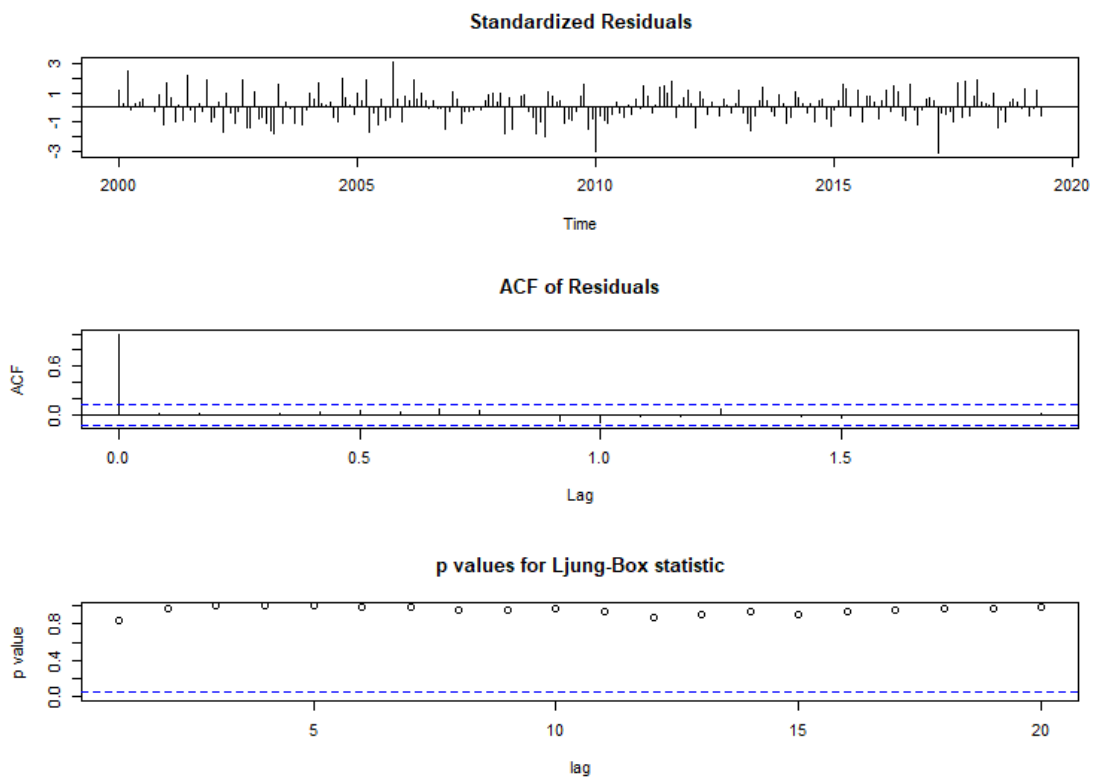 Standardized Residuals
3
1
-1
-3
2000 2005 2010 2015 2020
Time
ACF of Residuals
ACF
0.6
0.0
0.0 0.5 1.0 1.5
Lag
p values for Ljung-Box statistic
p value
0.8
0.4
0.0
5 10 15 20
lag